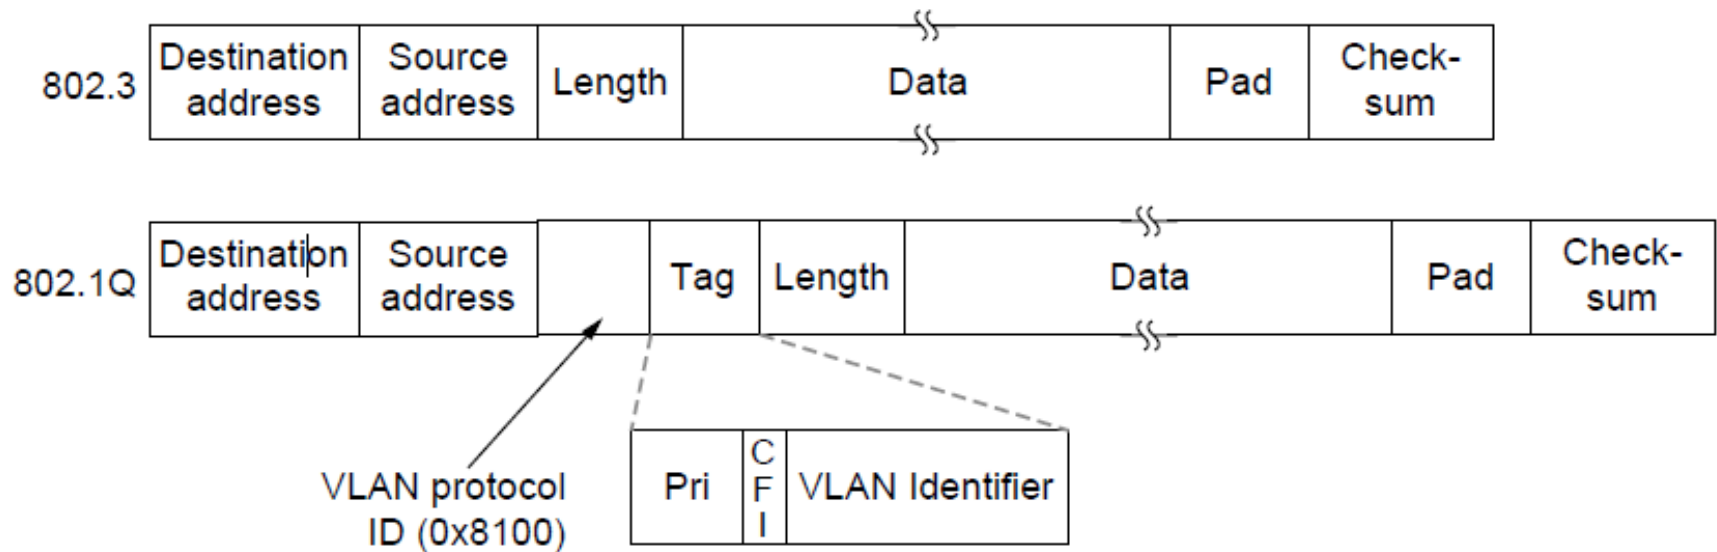 802.3
Destination
address
Source
address
Length
Data
Pad
Check-
sum
802.1Q
Destination
address
Source
address
Tag
Length
Data
Pad
Check-
sum
VLAN protocol
ID (0x8100)
Pri
C
F
I
VLAN Identifier